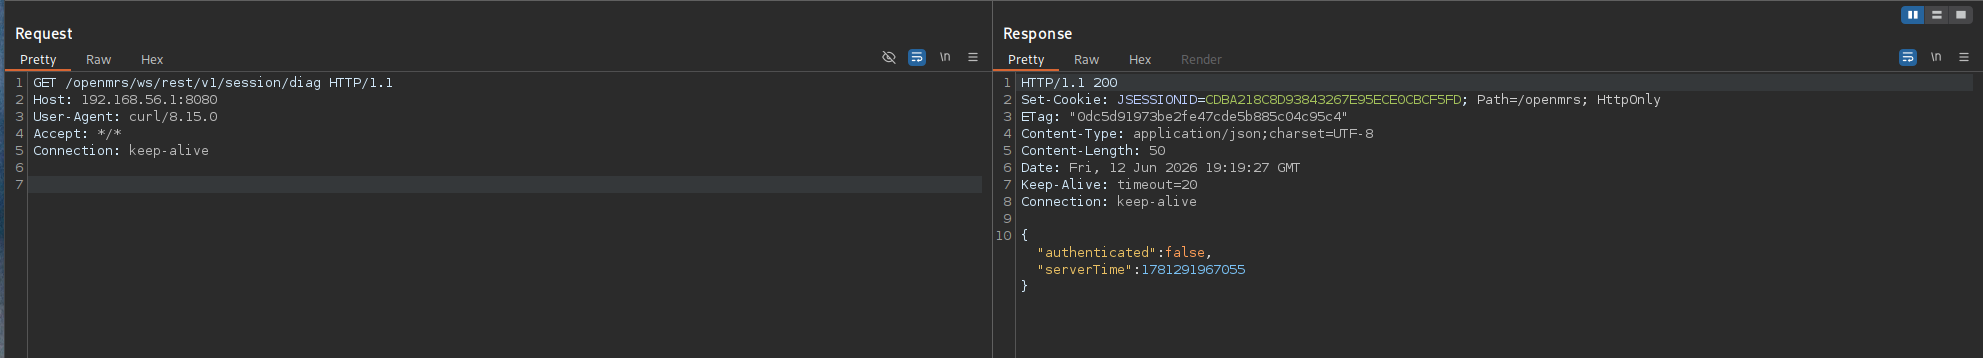 Request
Pretty Raw Hex
\n
1 GET /openmrs/ws/rest/v1/session/diag HTTP/1.1
2 Host: 192.168.56.1:8080
3 User-Agent: curl/8.15.0
4 Accept: */*
5 Connection: keep-alive
6
7
Response
Pretty Raw Hex Render
\n
1 HTTP/1.1 200
2 Set-Cookie: JSESSIONID=CDBA218C8D93843267E95ECE0CBCF5FD; Path=/openmrs; HttpOnly
3 ETag: "0dc5d91973be2fe47cde5b885c04c95c4"
4 Content-Type: application/json;charset=UTF-8
5 Content-Length: 50
6 Date: Fri, 12 Jun 2026 19:19:27 GMT
7 Keep-Alive: timeout=20
8 Connection: keep-alive
9
10 {
"authenticated":false,
"serverTime":1781291967055
}